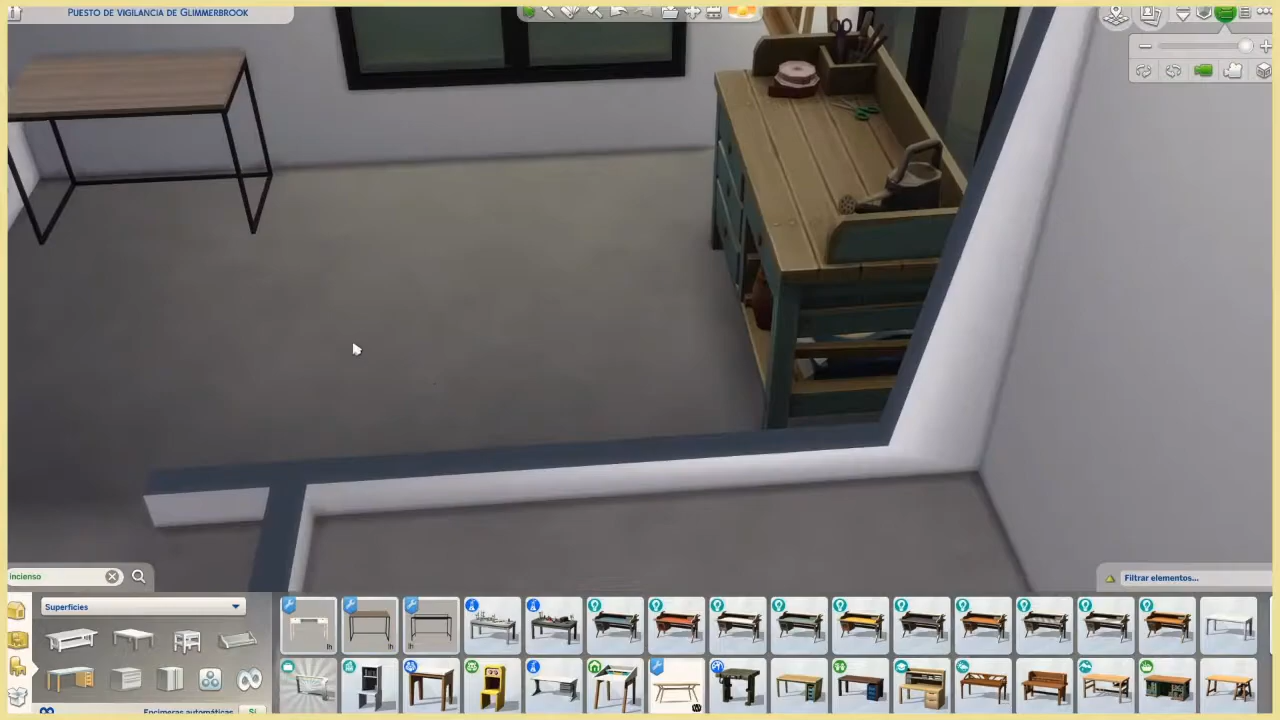 PUESTO DE VIGILANCIA DE GLIMMERBROOK
incienso
Filtrar elementos...
Superficies
Encimeras automáticas
Sí